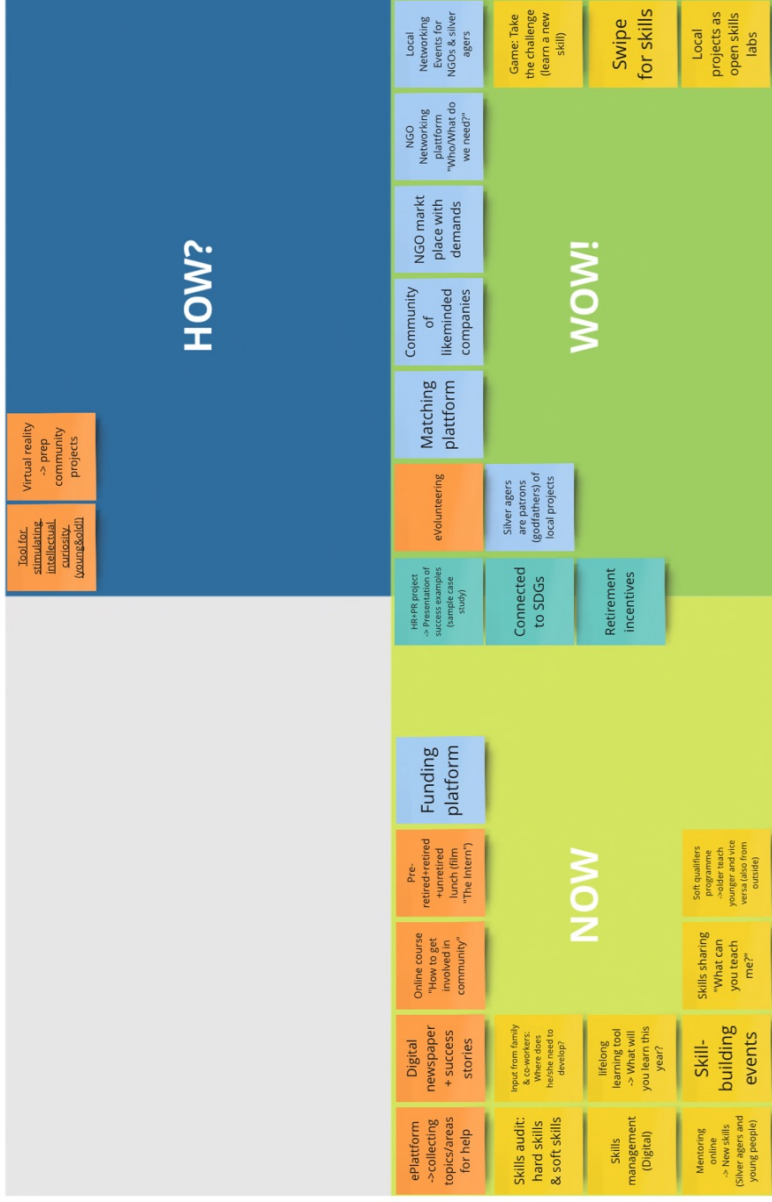 Tool for
stimulating
intellectual
curiosity
(young&old!)
Virtual reality
-> prep
community
projects
HOW?
ePlattform
->collecting
topics/areas
for help
Digital
newspaper
+ success
stories
Online course
"How to get
involved in
community"
Pre-
retired+retired
+unretired
lunch (film
"The Intern")
Funding
platform
HR+PR project
-> Presentation of
success examples
(sample case
study)
eVolunteering
Matching
plattform
Community
of
likeminded
companies
NGO markt
place with
demands
NGO
Networking
plattform
"Who/What do
we need?"
Local
Networking
Events for
NGOs & silver
agers
Skills audit:
hard skills
& soft skills
Input from family
& co-workers:
Where does
he/she need to
develop?
Connected
to SDGs
Silver agers
are patrons
(godfathers) of
local projects
Game: Take
the challenge
(learn a new
skill)
Skills
management
(Digital)
lifelong
learning tool
-> What will
you learn this
year?
NOW
Retirement
incentives
WOW!
Swipe
for skills
Mentoring
online
-> New skills
(Silver agers and
young people)
Skill-
building
events
Skills sharing
"What can
you teach
me?"
Soft qualifiers
programme
->older teach
younger and vice
versa (also from
outside)
Local
projects as
open skills
labs